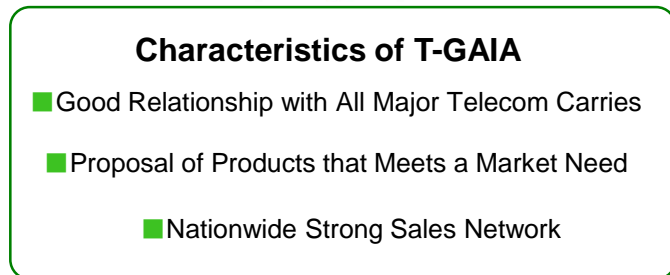 Characteristics of T-GAIA
■Good Relationship with All Major Telecom Carries
■Proposal of Products that Meets a Market Need
■Nationwide Strong Sales Network